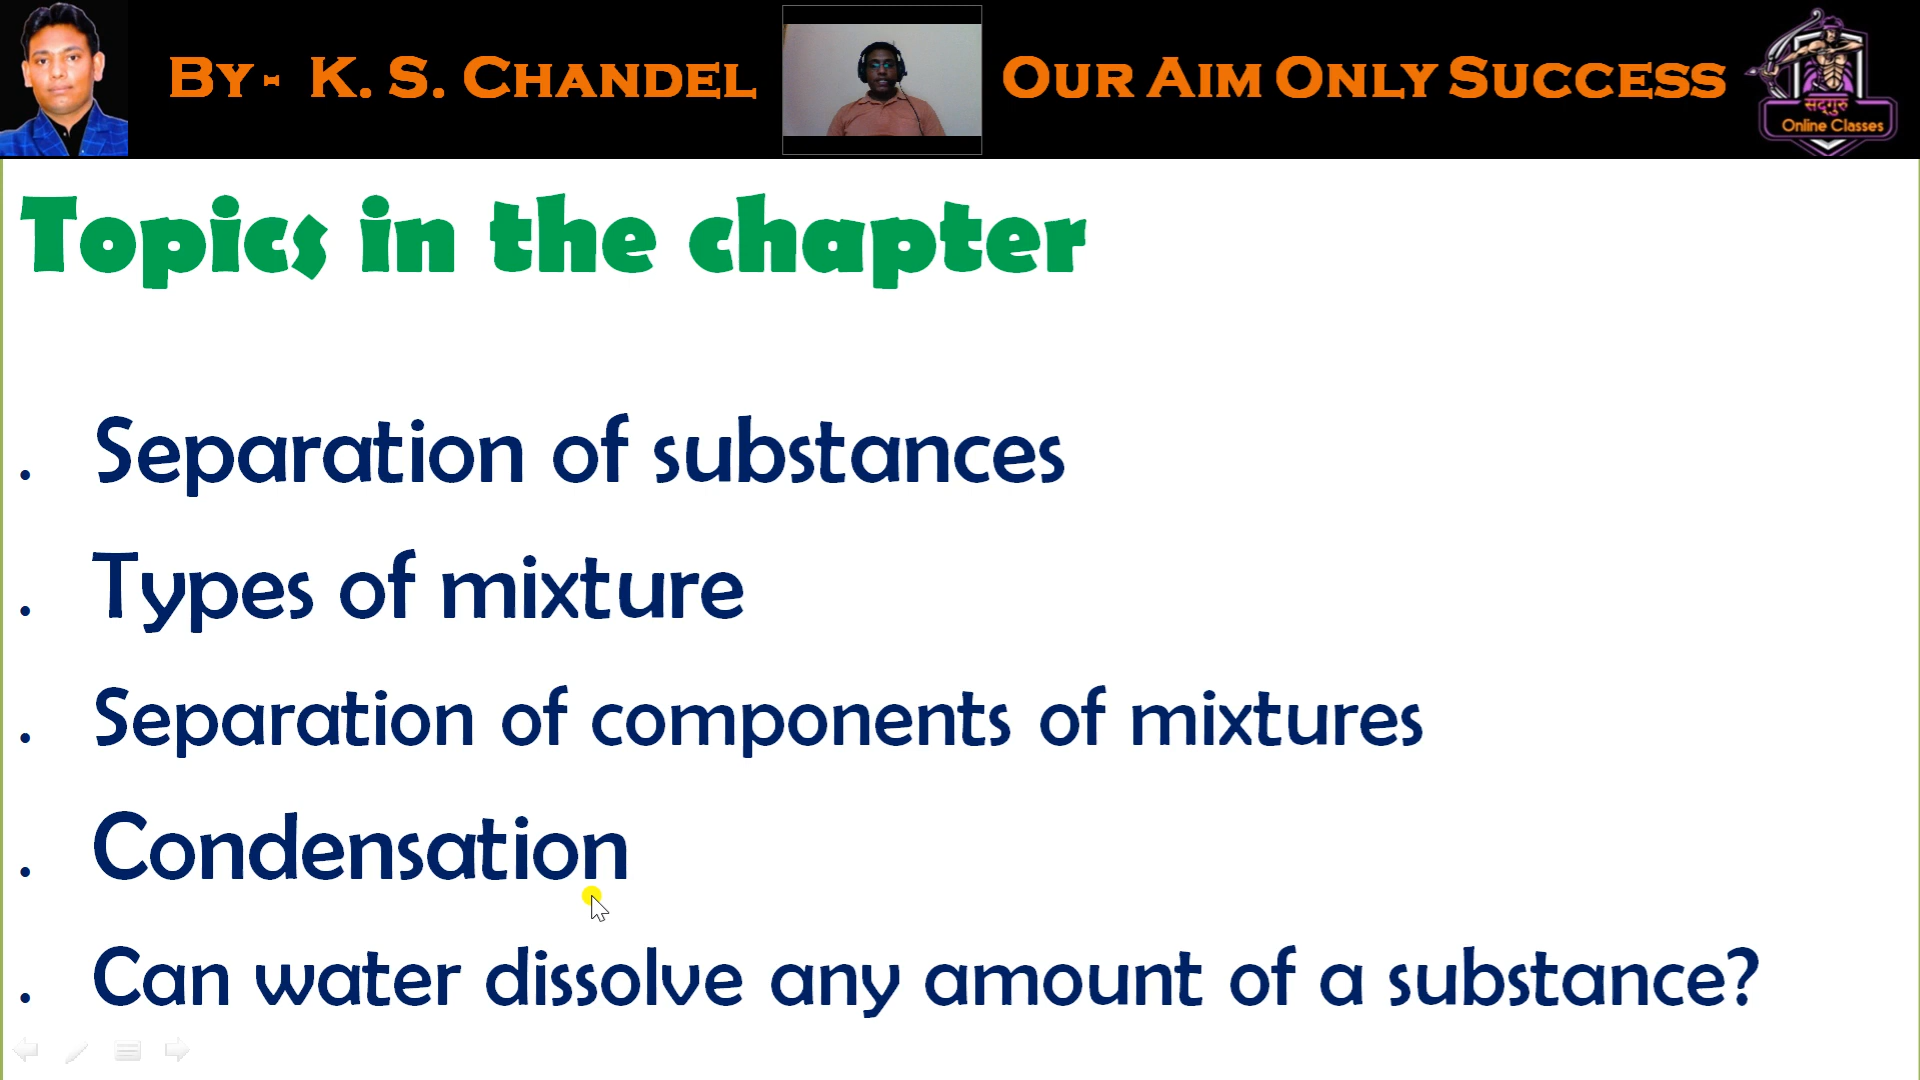 By - K. S. Chandel
Our Aim Only Success
सद्गुरु
Online Classes
Topics in the chapter
. Separation of substances
. Types of mixture
. Separation of components of mixtures
. Condensation
. Can water dissolve any amount of a substance?